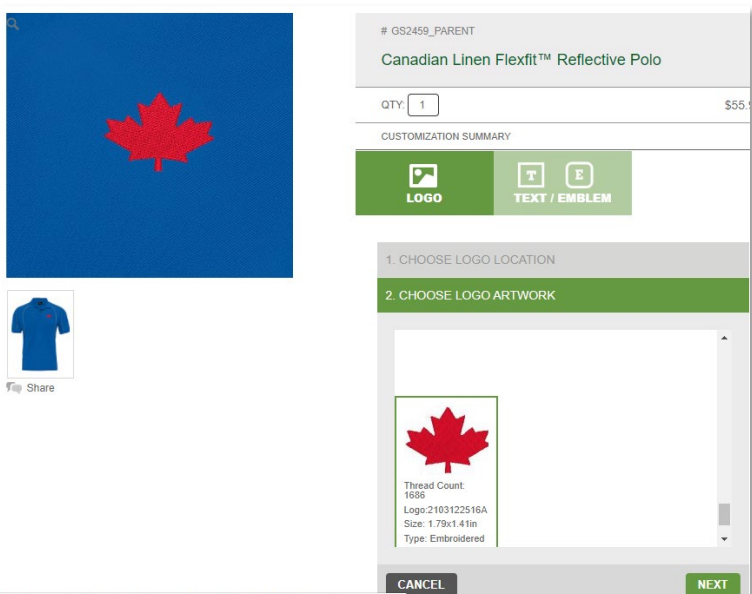 # GS2459_PARENT
Canadian Linen Flexfit™ Reflective Polo
QTY: 1 $55.
CUSTOMIZATION SUMMARY
LOGO
T E
TEXT / EMBLEM
1. CHOOSE LOGO LOCATION
2. CHOOSE LOGO ARTWORK
Thread Count:
1686
Logo:2103122516A
Size: 1.79x1.41in
Type: Embroidered
Share
CANCEL NEXT